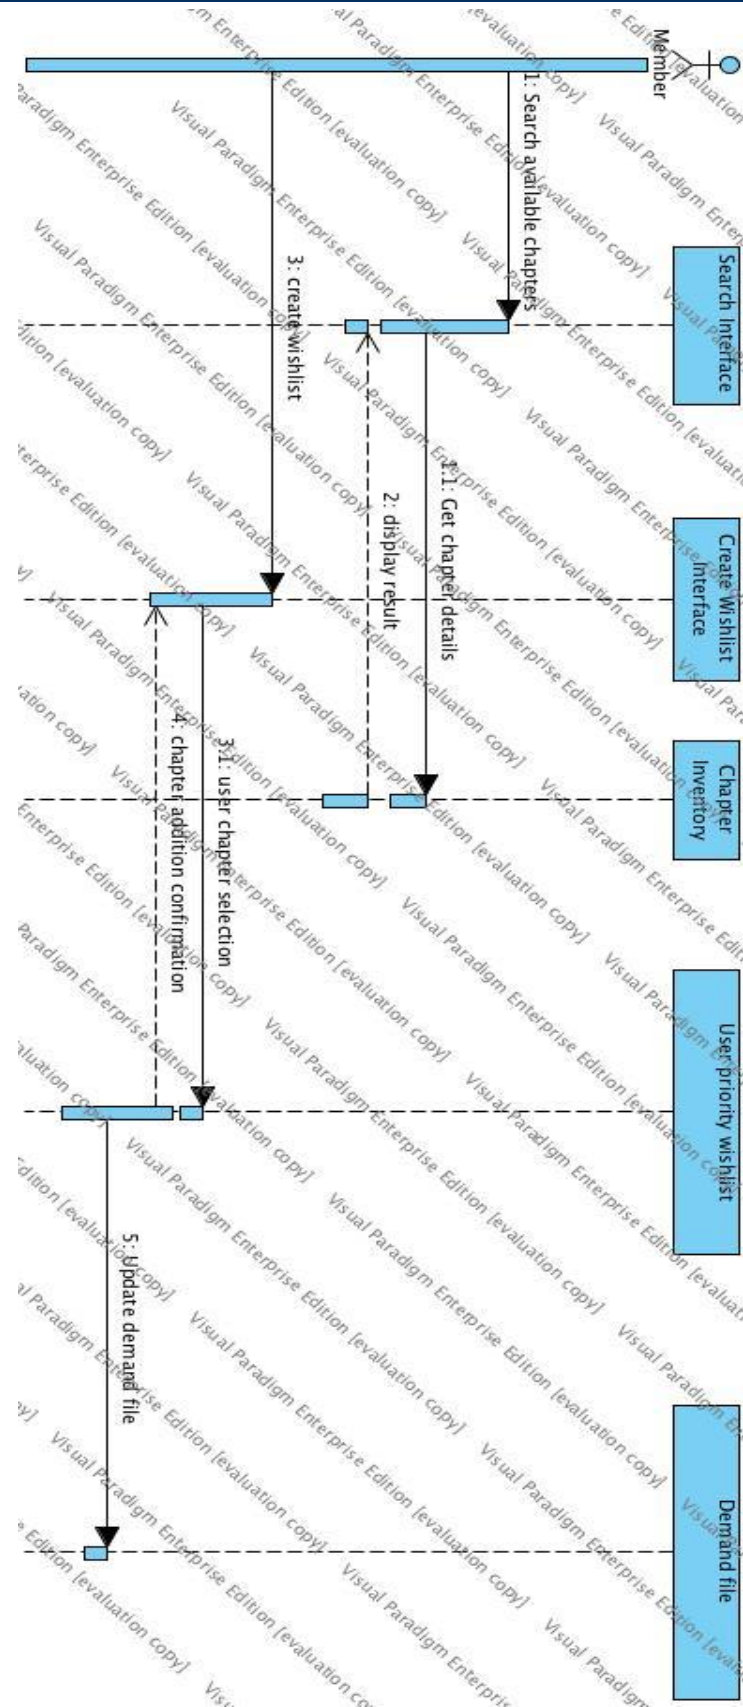 Member
Search Interface
Create Wishlist
Interface
Chapter
Inventory
User priority wishlist
Demand file
1: Search available chapters
1.1: Get chapter details
2: display result
3: create wishlist
3.1: user chapter selection
4: chapter addition confirmation
5: Update demand file
Visual Paradigm Enterprise Edition [evaluation copy]